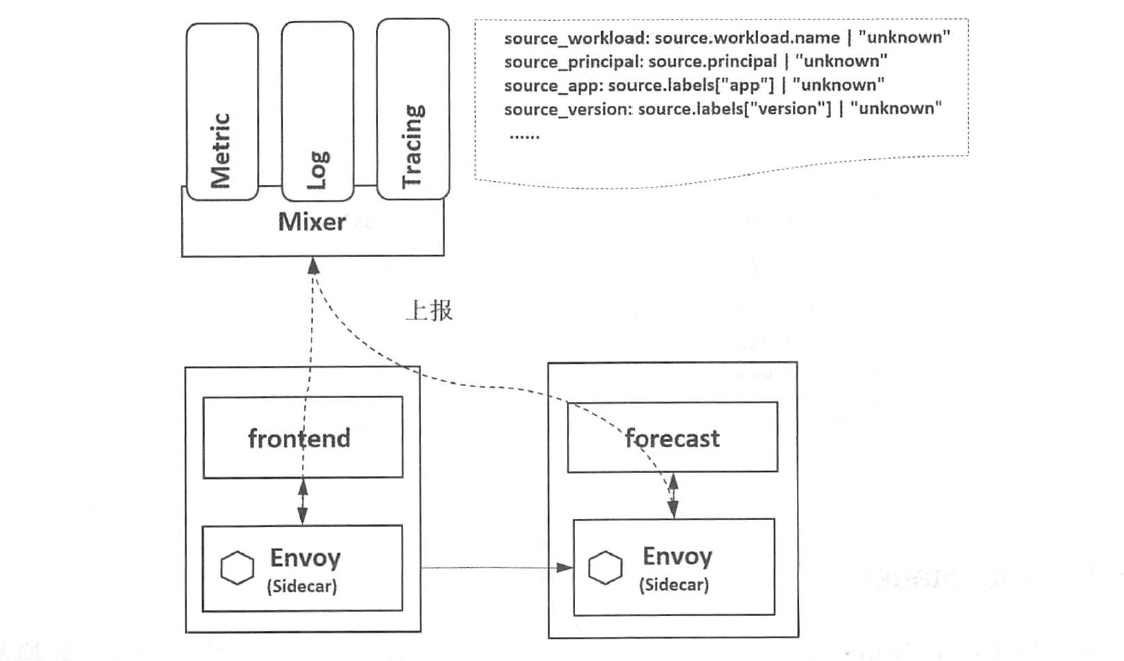 source_workload: source.workload.name | "unknown"
source_principal: source.principal | "unknown"
source_app: source.labels["app"] | "unknown"
source_version: source.labels["version"] | "unknown"
......
Metric
Log
Tracing
Mixer
上报
frontend
forecast
Envoy
(Sidecar)
Envoy
(Sidecar)